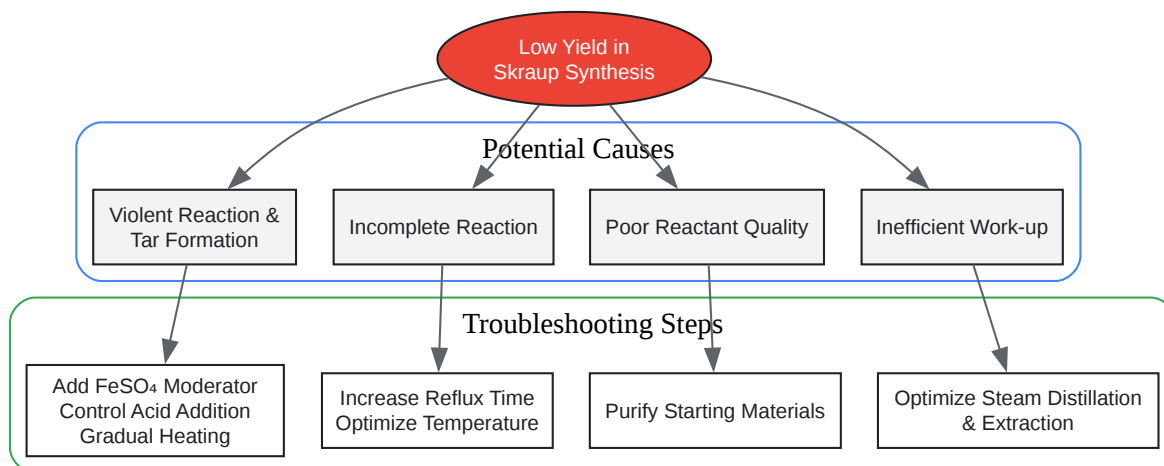 Low Yield in
Skraup Synthesis
Potential Causes
Violent Reaction &
Tar Formation
Incomplete Reaction
Poor Reactant Quality
Inefficient Work-up
Troubleshooting Steps
Add FeSO₄ Moderator
Control Acid Addition
Gradual Heating
Increase Reflux Time
Optimize Temperature
Purify Starting Materials
Optimize Steam Distillation
& Extraction